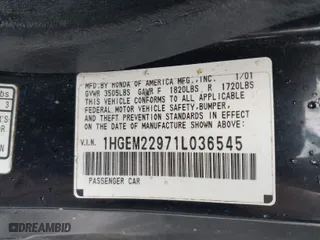 MFD.BY HONDA OF AMERICA MFG.,INC. 1/01
GVWR 3505LBS GAWR F 1820LBS R 1720LBS
THIS VEHICLE CONFORMS TO ALL APPLICABLE
FEDERAL MOTOR VEHICLE SAFETY,BUMPER,
AND THEFT PREVENTION STANDARDS IN EFFECT
ON THE DATE OF MANUFACTURE SHOWN ABOVE.
V.I.N. 1HGEM22971L036545
PASSENGER CAR
DREAMBID